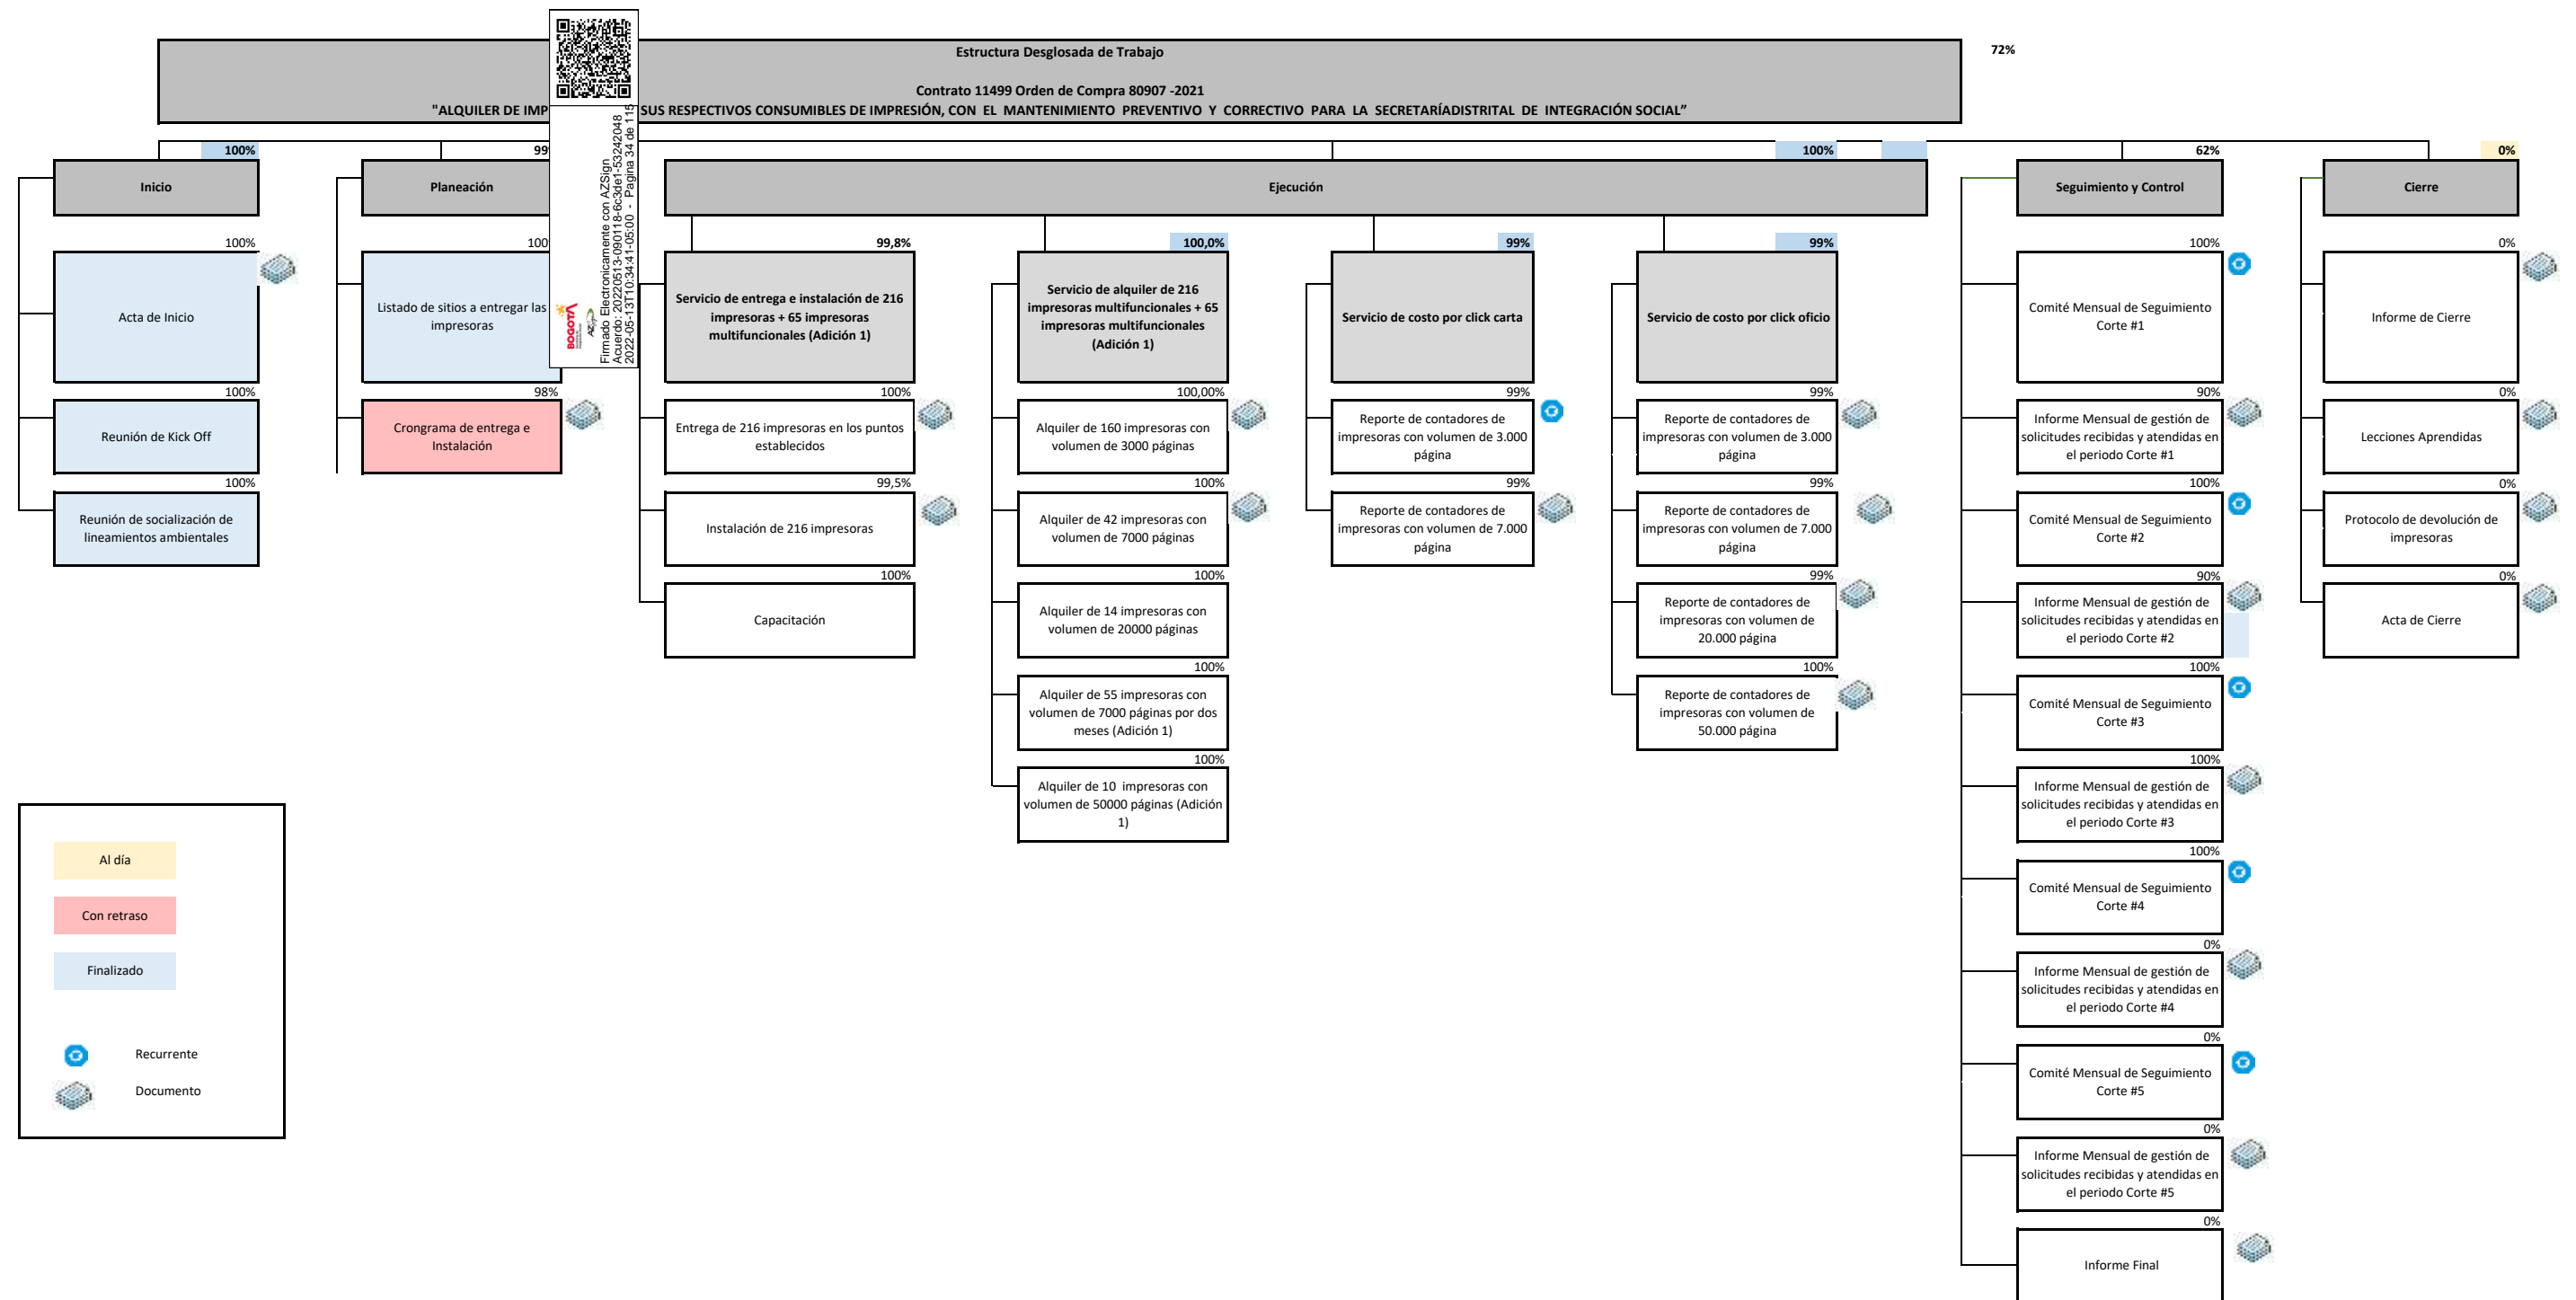 Estructura Desglosada de Trabajo
72%
Contrato 11499 Orden de Compra 80907 -2021
"ALQUILER DE IMP
SUS RESPECTIVOS CONSUMIBLES DE IMPRESIÓN, CON EL MANTENIMIENTO PREVENTIVO Y CORRECTIVO PARA LA SECRETARÍADISTRITAL DE INTEGRACIÓN SOCIAL”
Firmado Electronicamente con AZSign
Acuerdo: 20220513-090118-6c3de1-53242048
2022-05-13T10:34:41-05:00 - Pagina 34 de 115
BOGOTÁ
100%
Inicio
100%
Acta de Inicio
100%
Reunión de Kick Off
100%
Reunión de socialización de
lineamientos ambientales
99
Planeación
100
Listado de sitios a entregar las
impresoras
98%
Crongrama de entrega e
Instalación
100%
Ejecución
99,8%
Servicio de entrega e instalación de 216
impresoras + 65 impresoras
multifuncionales (Adición 1)
100%
Entrega de 216 impresoras en los puntos
establecidos
99,5%
Instalación de 216 impresoras
100%
Capacitación
100,0%
Servicio de alquiler de 216
impresoras multifuncionales + 65
impresoras multifuncionales
(Adición 1)
100,00%
Alquiler de 160 impresoras con
volumen de 3000 páginas
100%
Alquiler de 42 impresoras con
volumen de 7000 páginas
100%
Alquiler de 14 impresoras con
volumen de 20000 páginas
100%
Alquiler de 55 impresoras con
volumen de 7000 páginas por dos
meses (Adición 1)
100%
Alquiler de 10 impresoras con
volumen de 50000 páginas (Adición
1)
99%
Servicio de costo por click carta
99%
Reporte de contadores de
impresoras con volumen de 3.000
página
99%
Reporte de contadores de
impresoras con volumen de 7.000
página
99%
Servicio de costo por click oficio
99%
Reporte de contadores de
impresoras con volumen de 3.000
página
99%
Reporte de contadores de
impresoras con volumen de 7.000
página
99%
Reporte de contadores de
impresoras con volumen de
20.000 página
100%
Reporte de contadores de
impresoras con volumen de
50.000 página
62%
Seguimiento y Control
100%
Comité Mensual de Seguimiento
Corte #1
90%
Informe Mensual de gestión de
solicitudes recibidas y atendidas en
el periodo Corte #1
100%
Comité Mensual de Seguimiento
Corte #2
90%
Informe Mensual de gestión de
solicitudes recibidas y atendidas en
el periodo Corte #2
100%
Comité Mensual de Seguimiento
Corte #3
100%
Informe Mensual de gestión de
solicitudes recibidas y atendidas en
el periodo Corte #3
100%
Comité Mensual de Seguimiento
Corte #4
0%
Informe Mensual de gestión de
solicitudes recibidas y atendidas en
el periodo Corte #4
0%
Comité Mensual de Seguimiento
Corte #5
0%
Informe Mensual de gestión de
solicitudes recibidas y atendidas en
el periodo Corte #5
0%
Informe Final
0%
Cierre
0%
Informe de Cierre
0%
Lecciones Aprendidas
0%
Protocolo de devolución de
impresoras
0%
Acta de Cierre
Al día
Con retraso
Finalizado
Recurrente
Documento